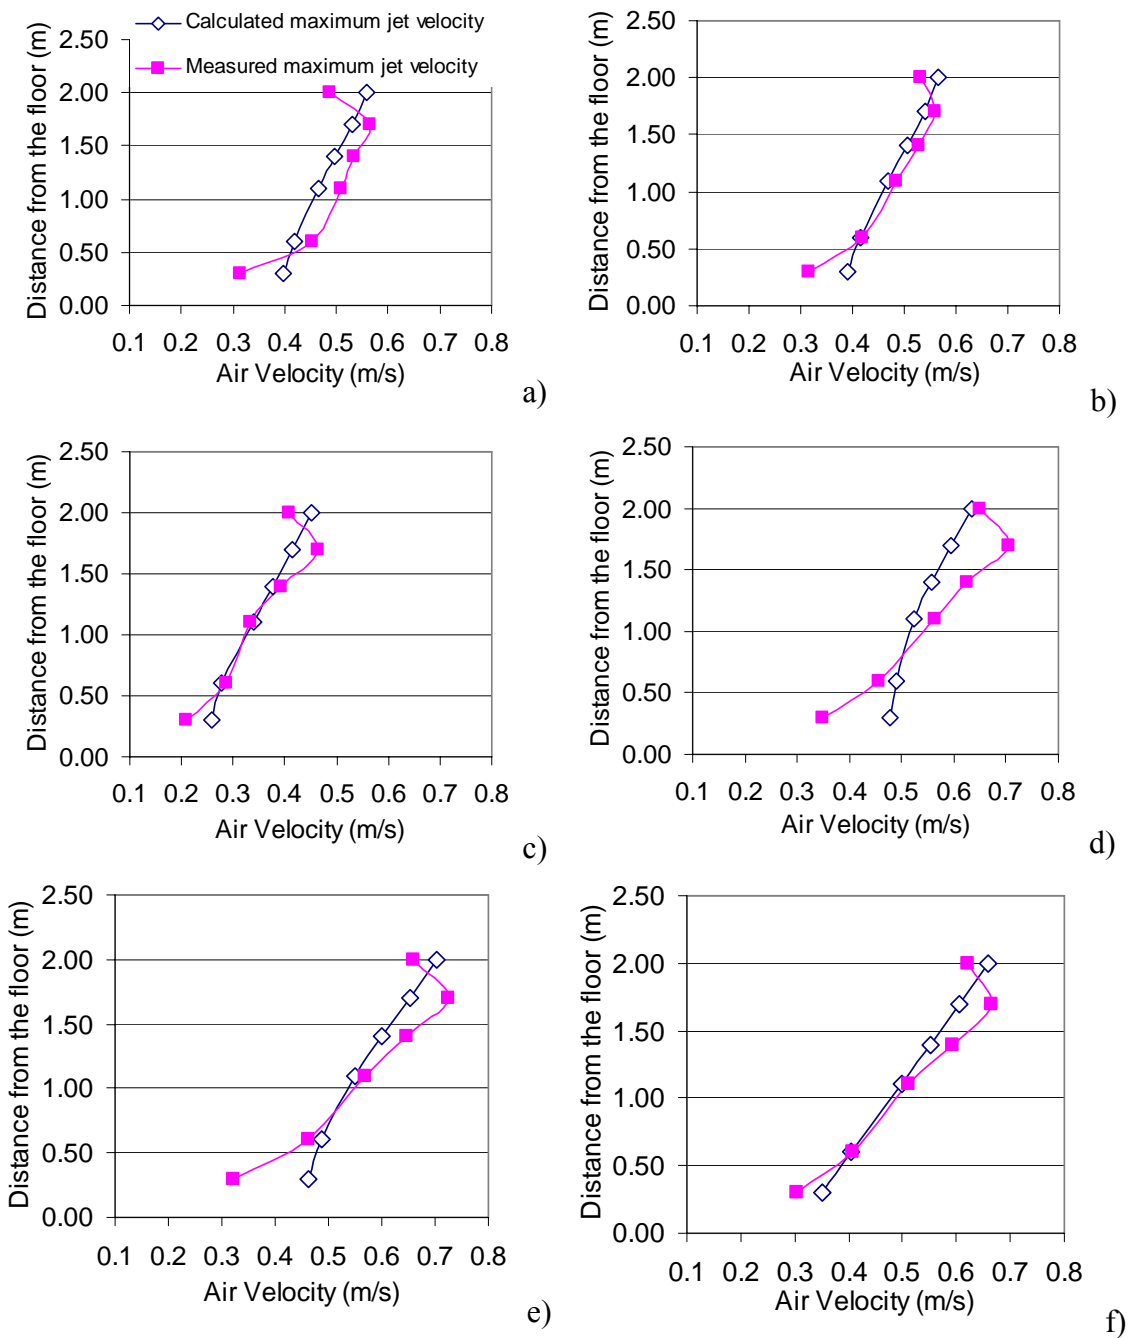 Calculated maximum jet velocity
Measured maximum jet velocity
Distance from the floor (m)
2.50
2.00
1.50
1.00
0.50
0.00
0.1 0.2 0.3 0.4 0.5 0.6 0.7 0.8
Air Velocity (m/s)
a)
Distance from the floor (m)
2.50
2.00
1.50
1.00
0.50
0.00
0.1 0.2 0.3 0.4 0.5 0.6 0.7 0.8
Air Velocity (m/s)
b)
Distance from the floor (m)
2.50
2.00
1.50
1.00
0.50
0.00
0.1 0.2 0.3 0.4 0.5 0.6 0.7 0.8
Air Velocity (m/s)
c)
Distance from the floor (m)
2.50
2.00
1.50
1.00
0.50
0.00
0.1 0.2 0.3 0.4 0.5 0.6 0.7 0.8
Air Velocity (m/s)
d)
Distance from the floor (m)
2.50
2.00
1.50
1.00
0.50
0.00
0.1 0.2 0.3 0.4 0.5 0.6 0.7 0.8
Air Velocity (m/s)
e)
Distance from the floor (m)
2.50
2.00
1.50
1.00
0.50
0.00
0.1 0.2 0.3 0.4 0.5 0.6 0.7 0.8
Air Velocity (m/s)
f)